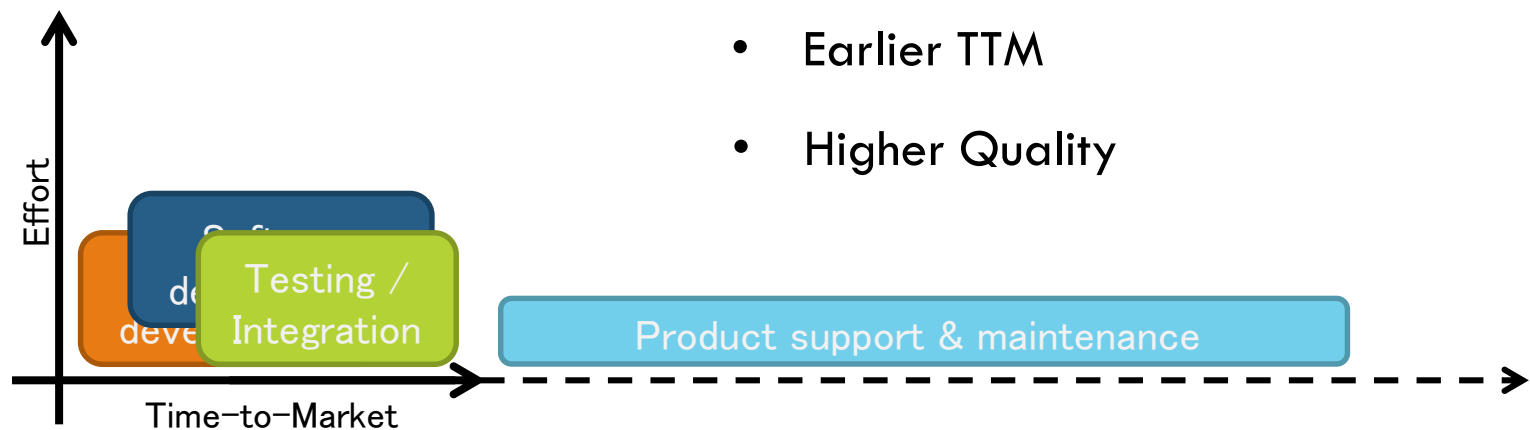 • Earlier TTM
• Higher Quality
Effort
Testing /
Integration
Product support & maintenance
Time-to-Market